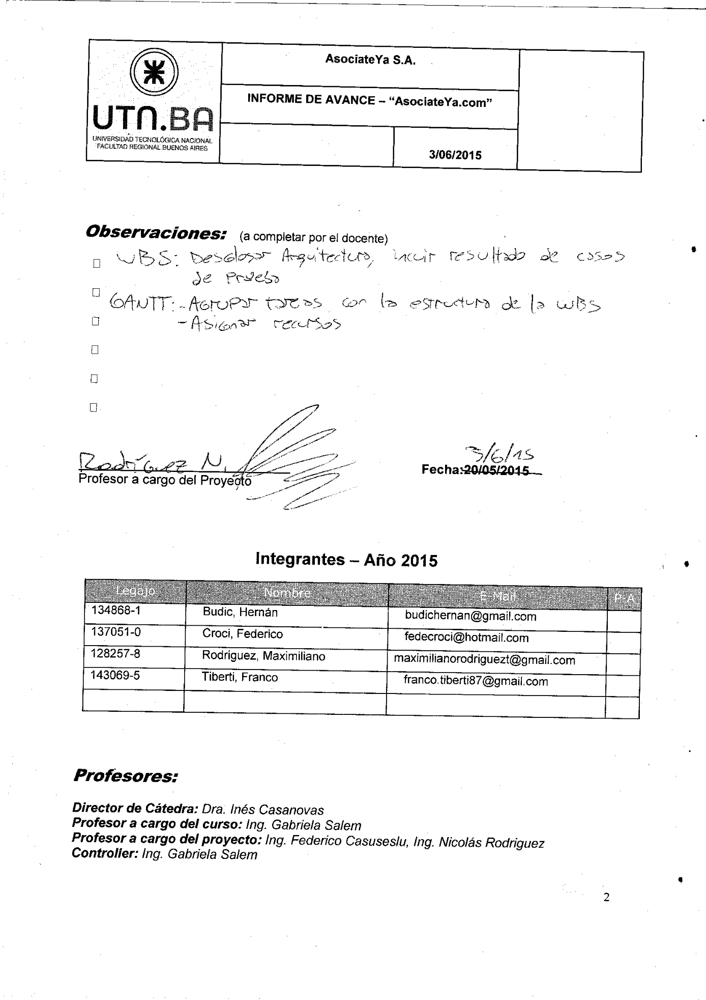 AsociateYa S.A.
INFORME DE AVANCE – “AsociateYa.com”
UTN.BA
UNIVERSIDAD TECNOLÓGICA NACIONAL
FACULTAD REGIONAL BUENOS AIRES
3/06/2015
Observaciones: (a completar por el docente)
WBS: Desglosar Arquitectura, incluir resultado de casos
de Prueba
GANTT: - Agrupar tareas con la estructura de la WBS
- Asignar recursos
Rodríguez N.
3/6/15
Profesor a cargo del Proyecto
Fecha: 20/05/2015
Integrantes – Año 2015
Legajo Nombre E-Mail P. A
134868-1 Budic, Hernán budichernan@gmail.com
137051-0 Croci, Federico fedecroci@hotmail.com
128257-8 Rodriguez, Maximiliano maximilianorodriguezt@gmail.com
143069-5 Tiberti, Franco franco.tiberti87@gmail.com
Profesores:
Director de Cátedra: Dra. Inés Casanovas
Profesor a cargo del curso: Ing. Gabriela Salem
Profesor a cargo del proyecto: Ing. Federico Casuseslu, Ing. Nicolás Rodriguez
Controller: Ing. Gabriela Salem
2